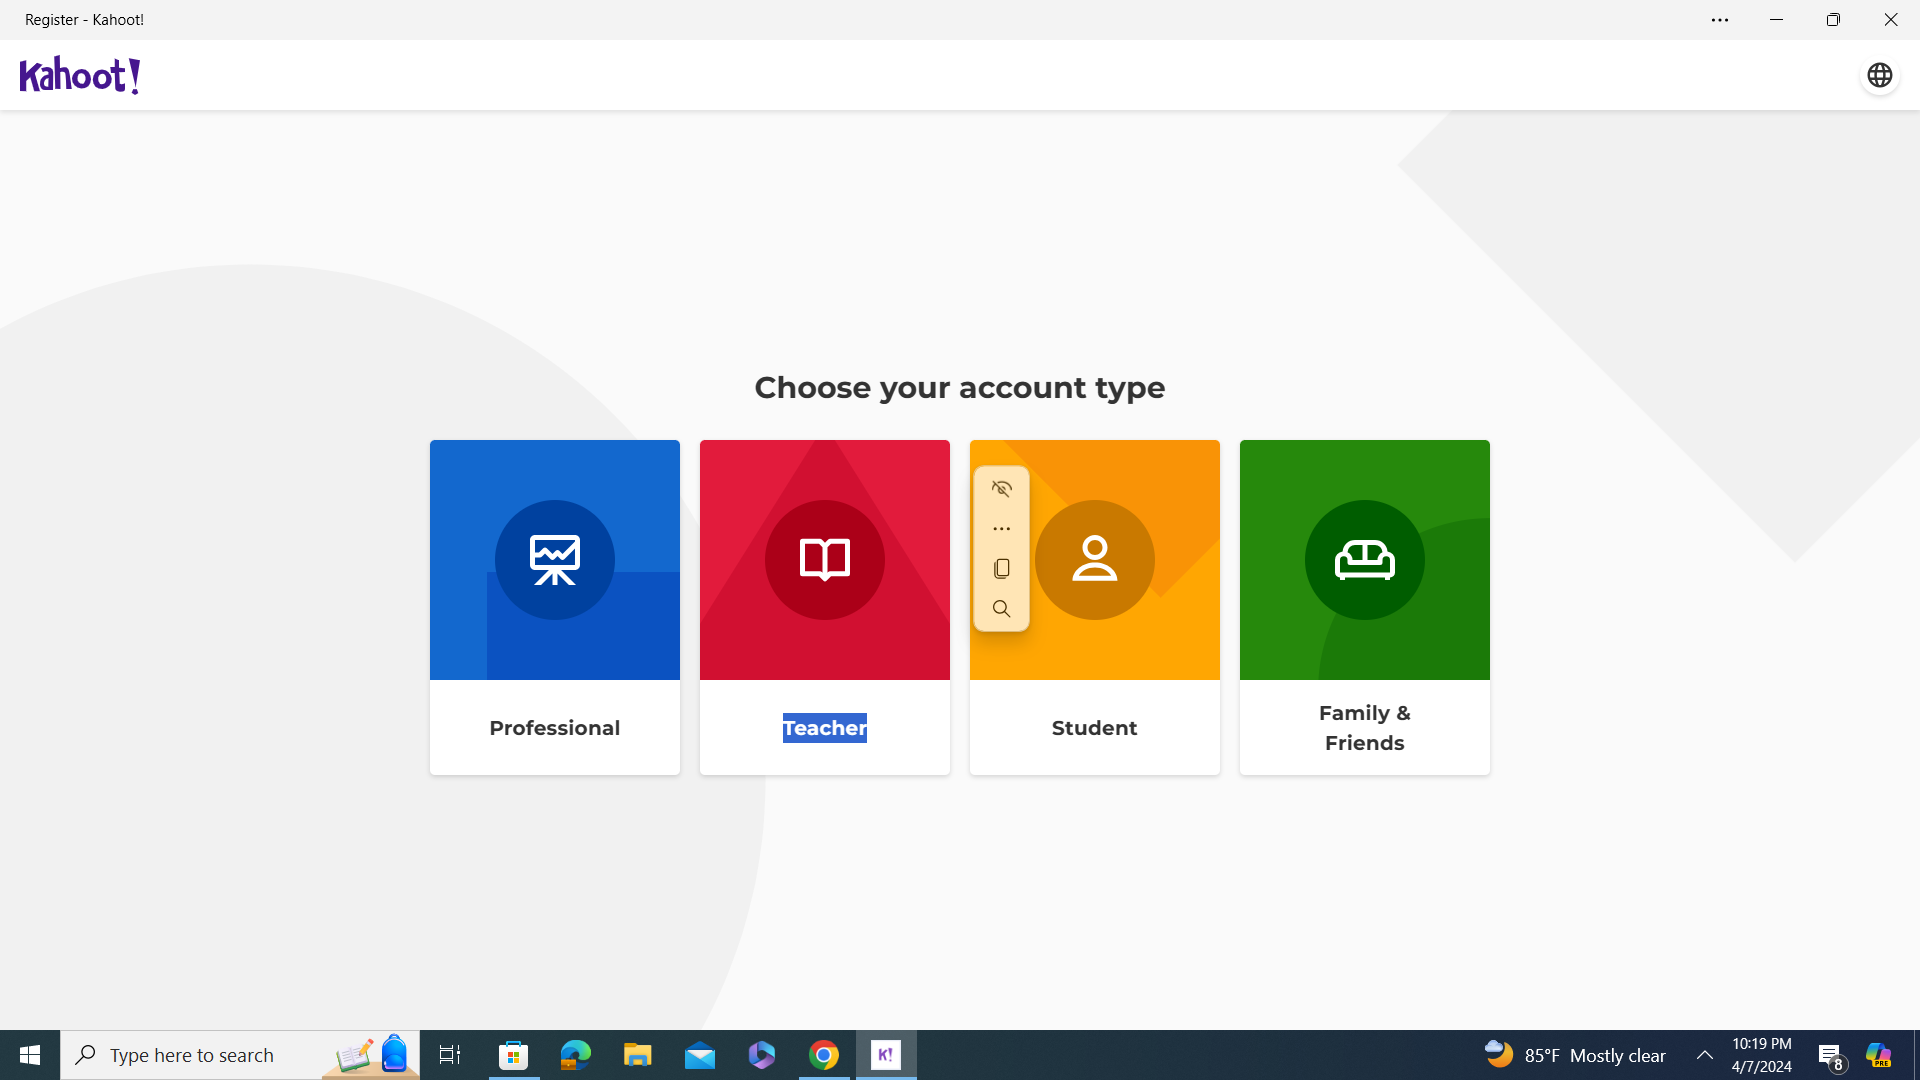 Register - Kahoot!
Kahoot!
Choose your account type
Professional
Teacher
Student
Family &
Friends
Type here to search
K!
85°F Mostly clear
10:19 PM
4/7/2024
8
PRE